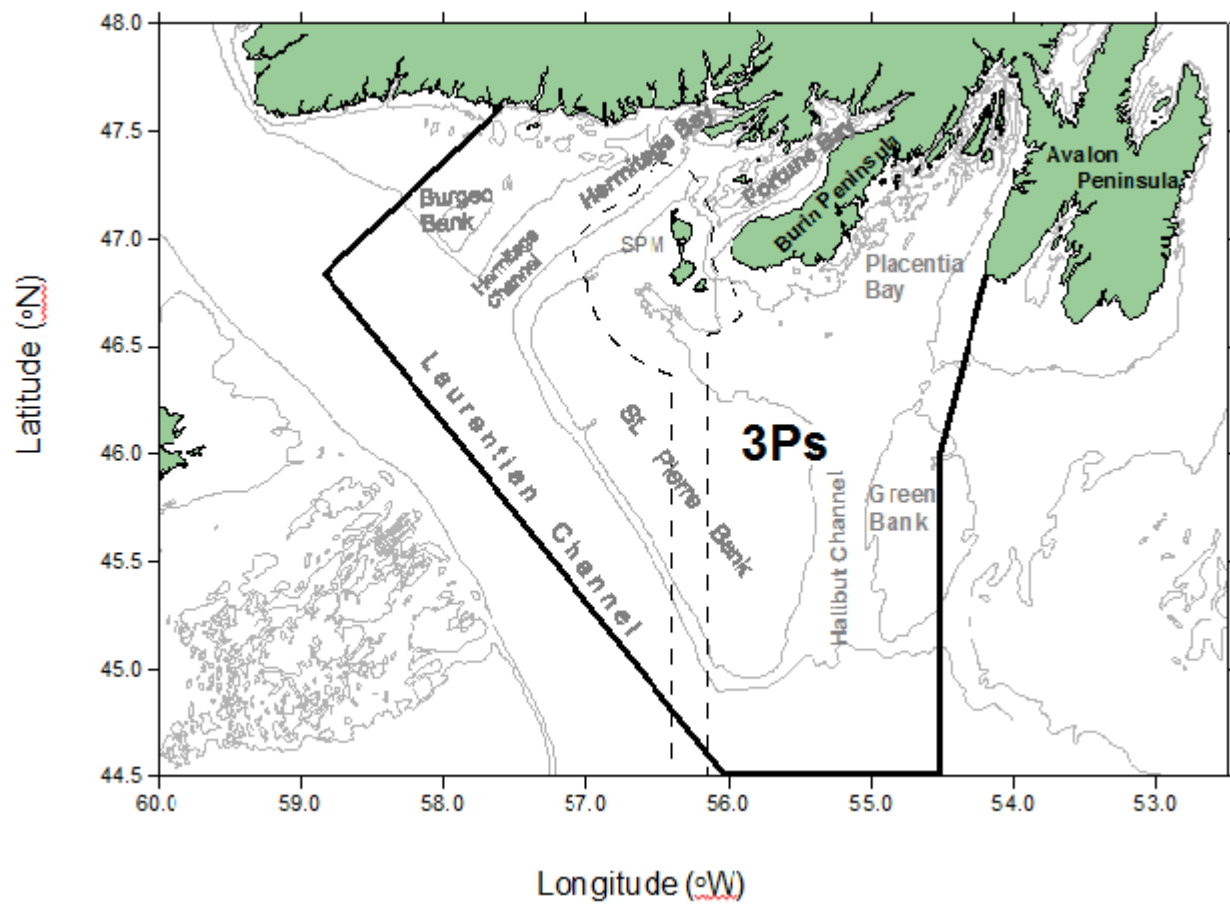 48.0
47.5
47.0
46.5
46.0
45.5
45.0
44.5
Latitude (oN)
60.0
59.0
58.0
57.0
56.0
55.0
54.0
53.0
Longitude (oW)
Burgeo
Bank
Hermitage
Channel
Hermitage Bay
Fortune Bay
Burin Peninsula
Avalon
Peninsula
SPM
Placentia
Bay
Laurentian Channel
St. Pierre Bank
3Ps
Halibut Channel
Green
Bank